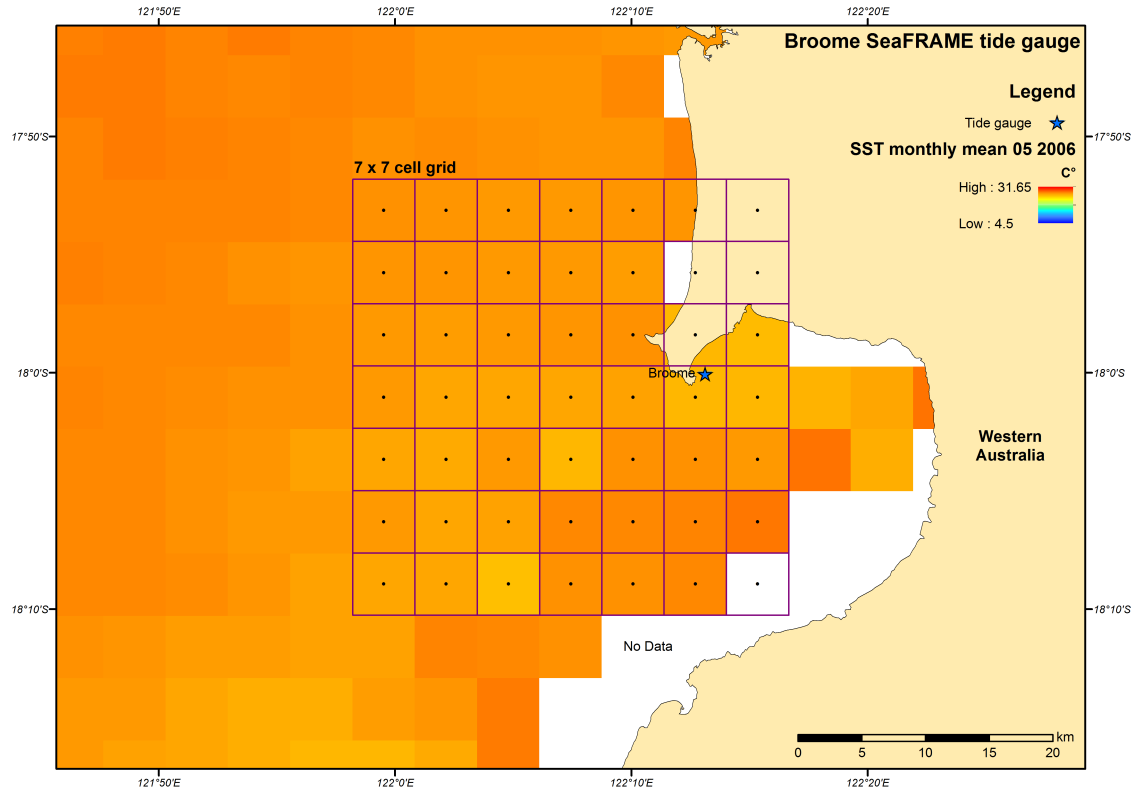 121°50'E 122°0'E 122°10'E 122°20'E
Broome SeaFRAME tide gauge
Legend
Tide gauge
17°50'S 17°50'S
SST monthly mean 05 2006
C°
High : 31.65
Low : 4.5
7 x 7 cell grid
18°0'S 18°0'S
Broome
Western
Australia
18°10'S 18°10'S
No Data
km
0 5 10 15 20
121°50'E 122°0'E 122°10'E 122°20'E